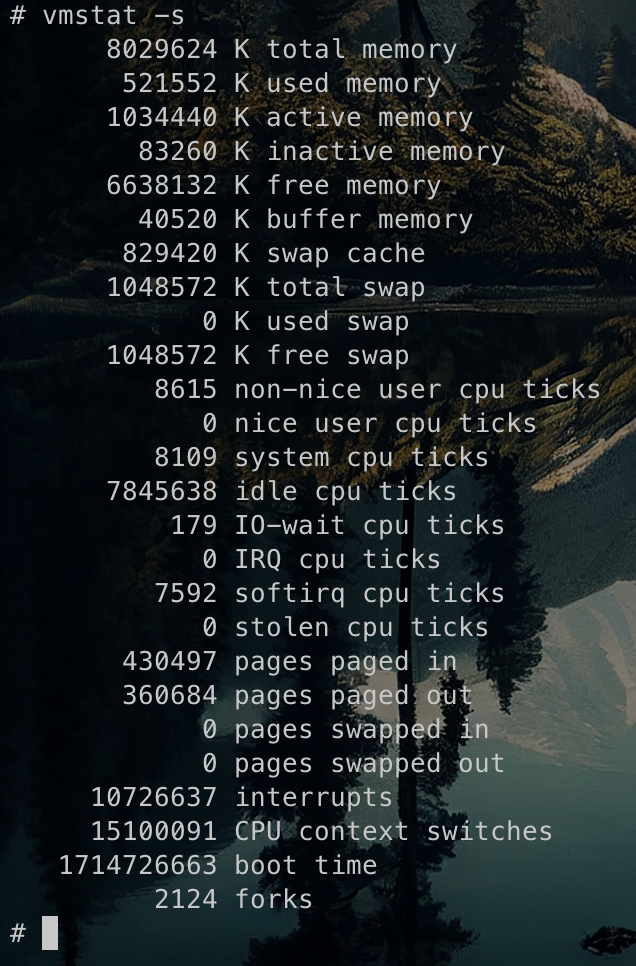 # vmstat -s
8029624 K total memory
521552 K used memory
1034440 K active memory
83260 K inactive memory
6638132 K free memory
40520 K buffer memory
829420 K swap cache
1048572 K total swap
0 K used swap
1048572 K free swap
8615 non-nice user cpu ticks
0 nice user cpu ticks
8109 system cpu ticks
7845638 idle cpu ticks
179 IO-wait cpu ticks
0 IRQ cpu ticks
7592 softirq cpu ticks
0 stolen cpu ticks
430497 pages paged in
360684 pages paged out
0 pages swapped in
0 pages swapped out
10726637 interrupts
15100091 CPU context switches
1714726663 boot time
2124 forks
#